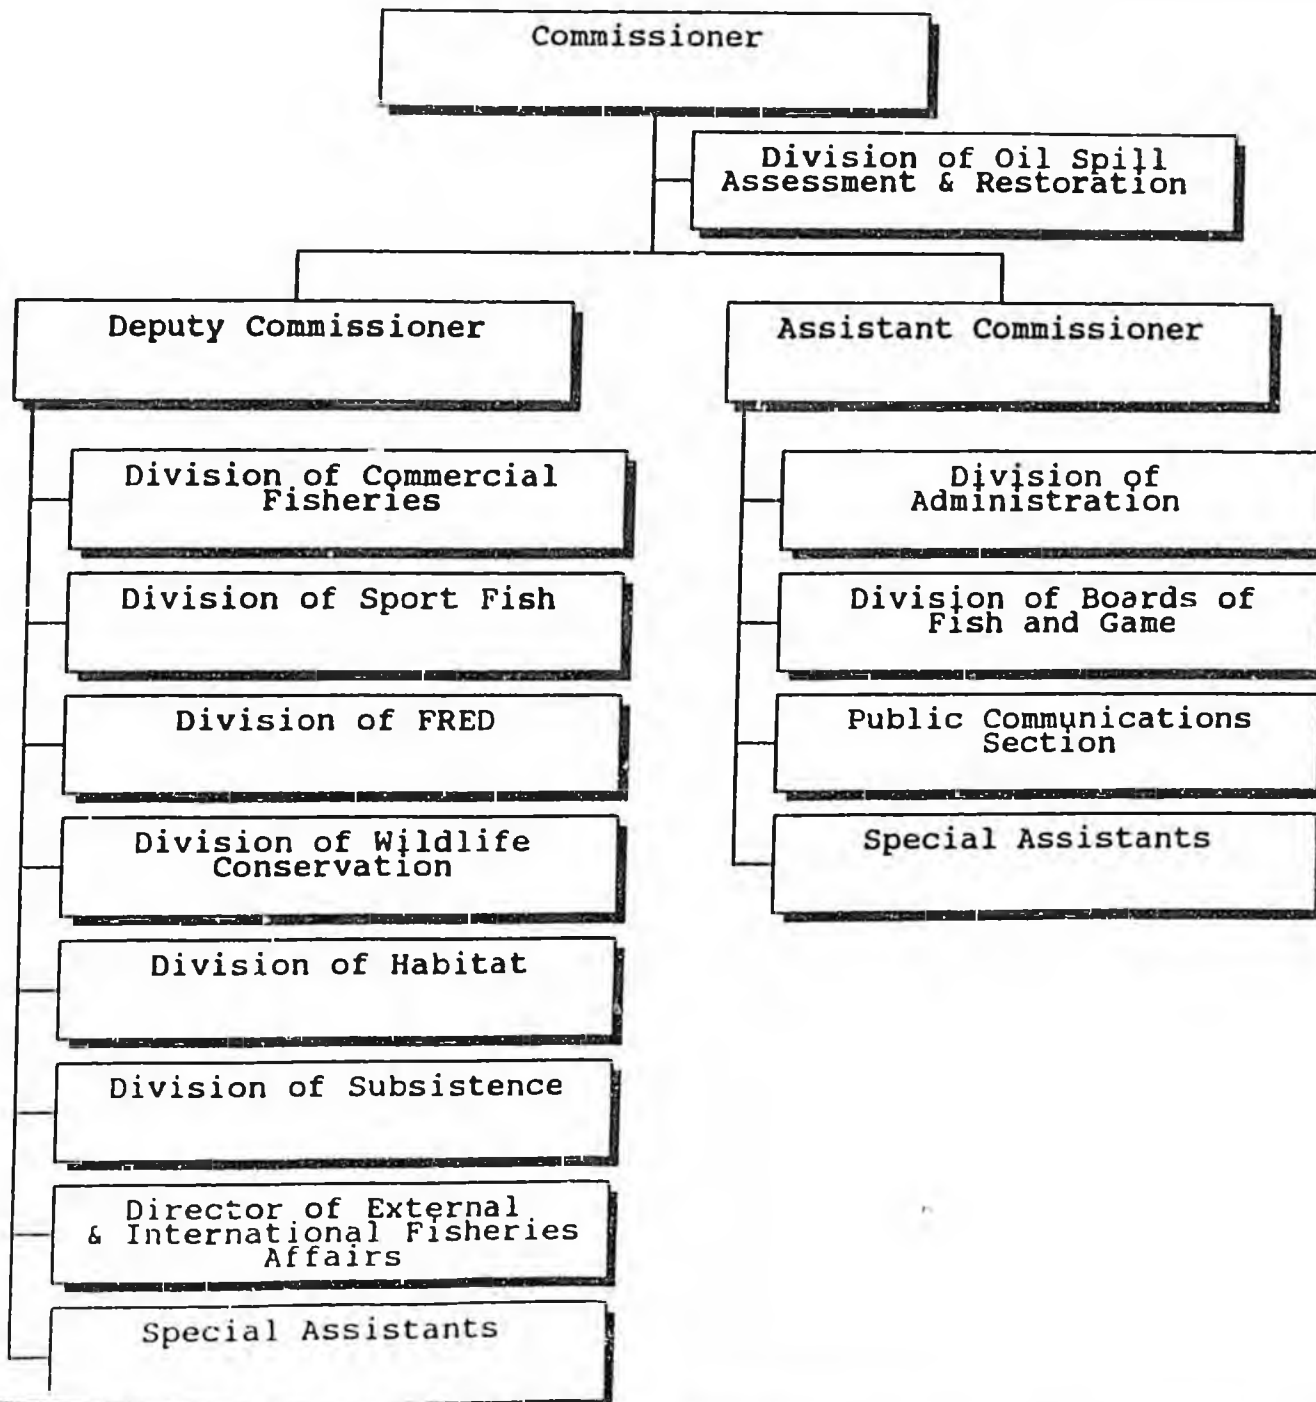 Commissioner
Division of Oil Spill
Assessment & Restoration
Deputy Commissioner
Assistant Commissioner
Division of Commercial
Fisheries
Division of Sport Fish
Division of FRED
Division of Wildlife
Conservation
Division of Habitat
Division of Subsistence
Director of External
& International Fisheries
Affairs
Special Assistants
Division of
Administration
Division of Boards of
Fish and Game
Public Communications
Section
Special Assistants